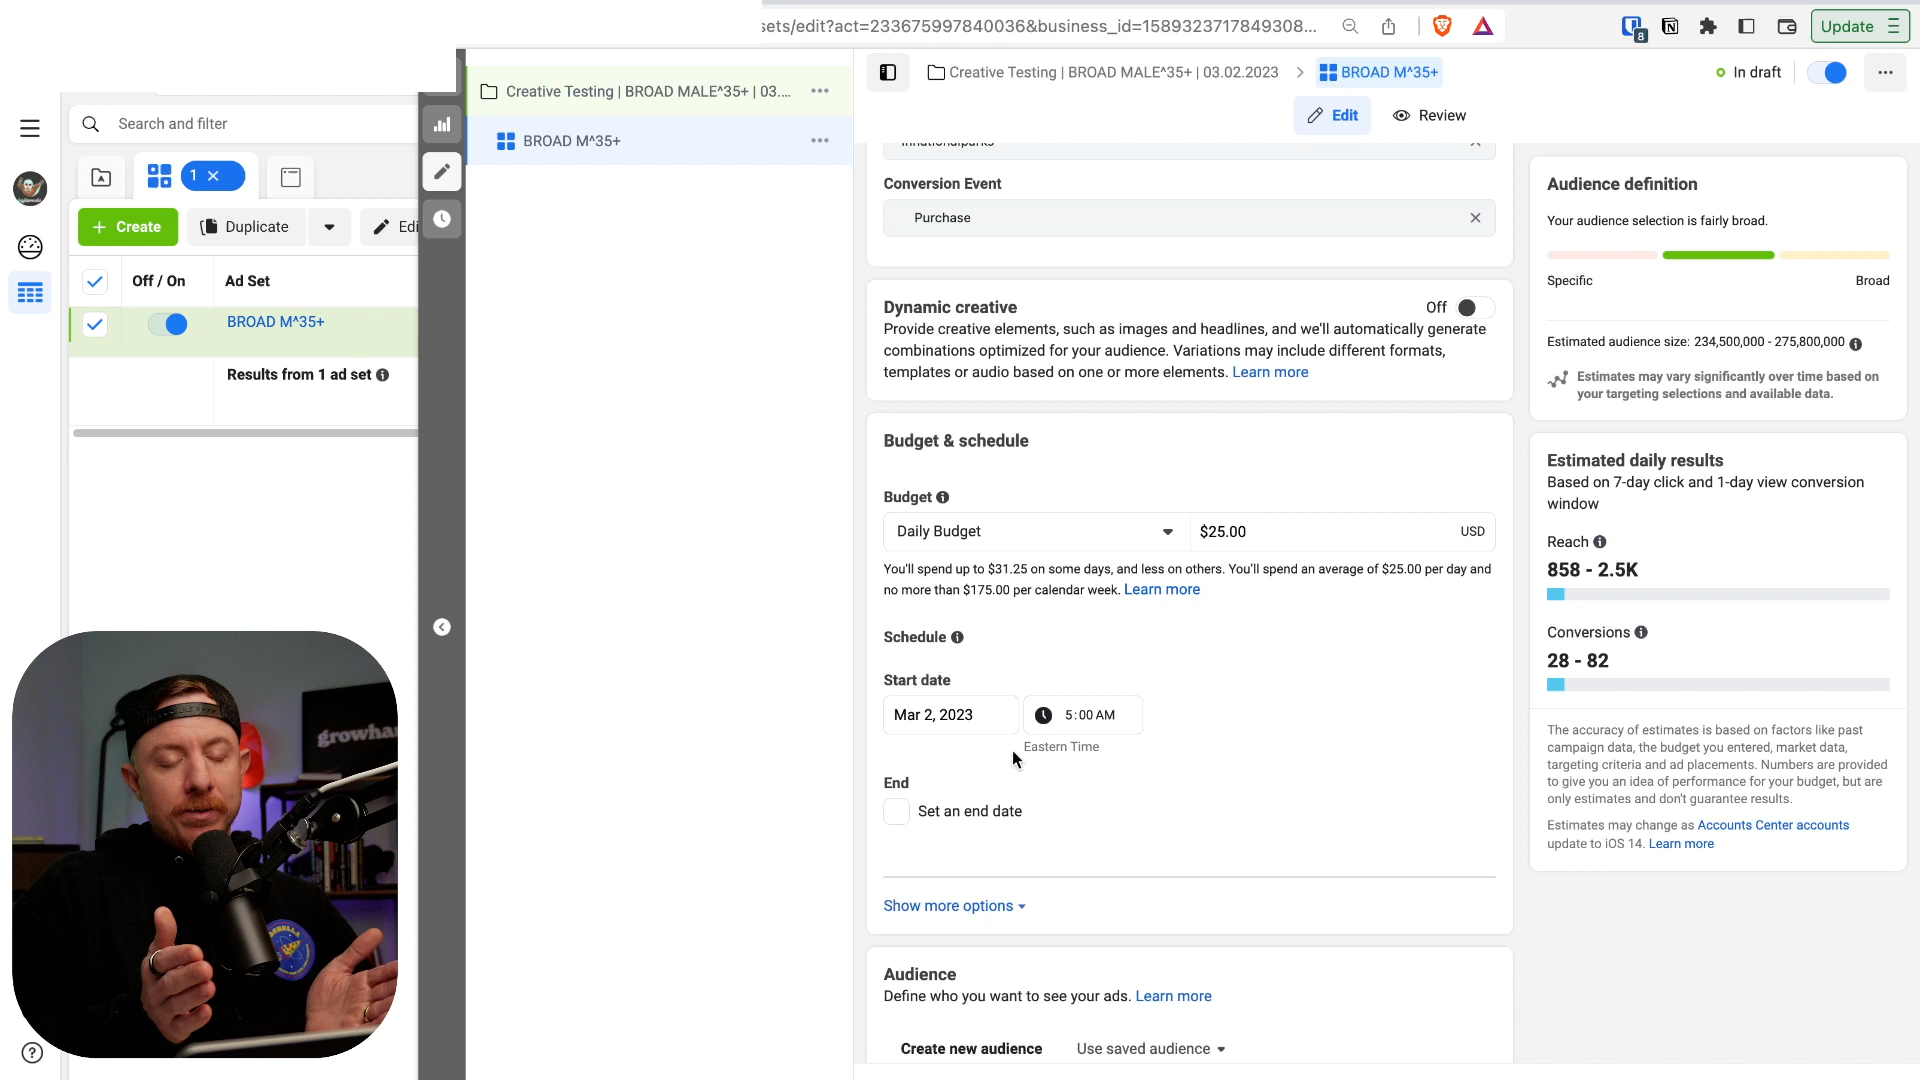 sets/edit?act=233675997840036&business_id=1589323717849308...
8
Update
Creative Testing | BROAD MALE^35+ | 03....
BROAD M^35+
Creative Testing | BROAD MALE^35+ | 03.02.2023
BROAD M^35+
In draft
Edit
Review
Search and filter
1
Create
Duplicate
Edi
Off / On
Ad Set
BROAD M^35+
Results from 1 ad set
Conversion Event
Purchase
Dynamic creative
Off
Provide creative elements, such as images and headlines, and we'll automatically generate
combinations optimized for your audience. Variations may include different formats,
templates or audio based on one or more elements. Learn more
Budget & schedule
Budget
Daily Budget
$25.00
USD
You'll spend up to $31.25 on some days, and less on others. You'll spend an average of $25.00 per day and
no more than $175.00 per calendar week. Learn more
Schedule
Start date
Mar 2, 2023
5:00 AM
Eastern Time
End
Set an end date
Show more options
Audience
Define who you want to see your ads. Learn more
Create new audience
Use saved audience
Audience definition
Your audience selection is fairly broad.
Specific
Broad
Estimated audience size: 234,500,000 - 275,800,000
Estimates may vary significantly over time based on
your targeting selections and available data.
Estimated daily results
Based on 7-day click and 1-day view conversion
window
Reach
858 - 2.5K
Conversions
28 - 82
The accuracy of estimates is based on factors like past
campaign data, the budget you entered, market data,
targeting criteria and ad placements. Numbers are provided
to give you an idea of performance for your budget, but are
only estimates and don't guarantee results.
Estimates may change as Accounts Center accounts
update to iOS 14. Learn more
growha